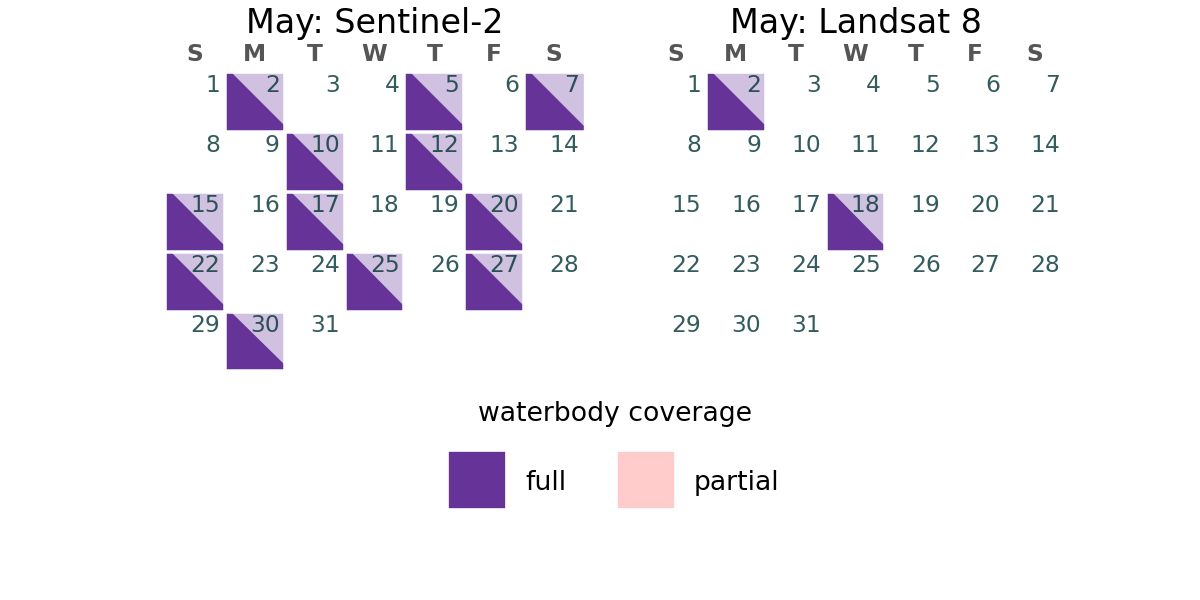 May: Sentinel-2
S M T W T F S
1 2 3 4 5 6 7
8 9 10 11 12 13 14
15 16 17 18 19 20 21
22 23 24 25 26 27 28
29 30 31
May: Landsat 8
S M T W T F S
1 2 3 4 5 6 7
8 9 10 11 12 13 14
15 16 17 18 19 20 21
22 23 24 25 26 27 28
29 30 31
waterbody coverage
full partial